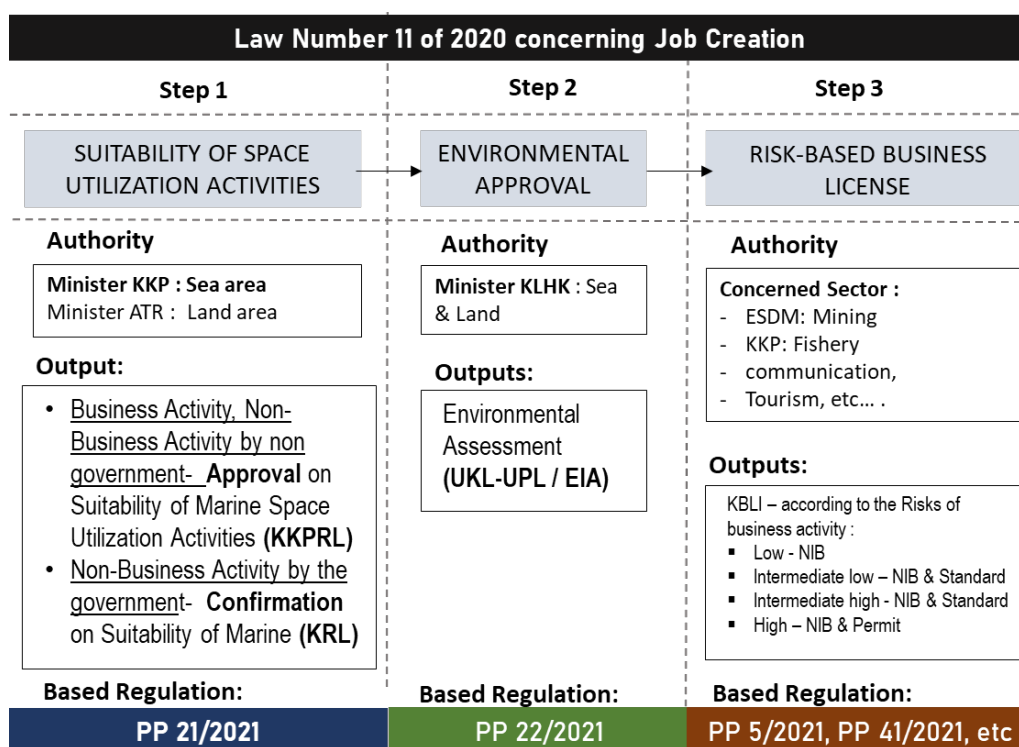 Law Number 11 of 2020 concerning Job Creation
Step 1
Step 2
Step 3
SUITABILITY OF SPACE
UTILIZATION ACTIVITIES
ENVIRONMENTAL
APPROVAL
RISK-BASED BUSINESS
LICENSE
Authority
Minister KKP : Sea area
Minister ATR : Land area
Output:
• Business Activity, Non-
Business Activity by non
government- Approval on
Suitability of Marine Space
Utilization Activities (KKPRL)
• Non-Business Activity by the
government- Confirmation
on Suitability of Marine (KRL)
Based Regulation:
PP 21/2021
Authority
Minister KLHK : Sea
& Land
Outputs:
Environmental
Assessment
(UKL-UPL / EIA)
Based Regulation:
PP 22/2021
Authority
Concerned Sector :
- ESDM: Mining
- KKP: Fishery
- communication,
- Tourism, etc... .
Outputs:
KBLI – according to the Risks of
business activity :
▪ Low - NIB
▪ Intermediate low – NIB & Standard
▪ Intermediate high - NIB & Standard
▪ High – NIB & Permit
Based Regulation:
PP 5/2021, PP 41/2021, etc